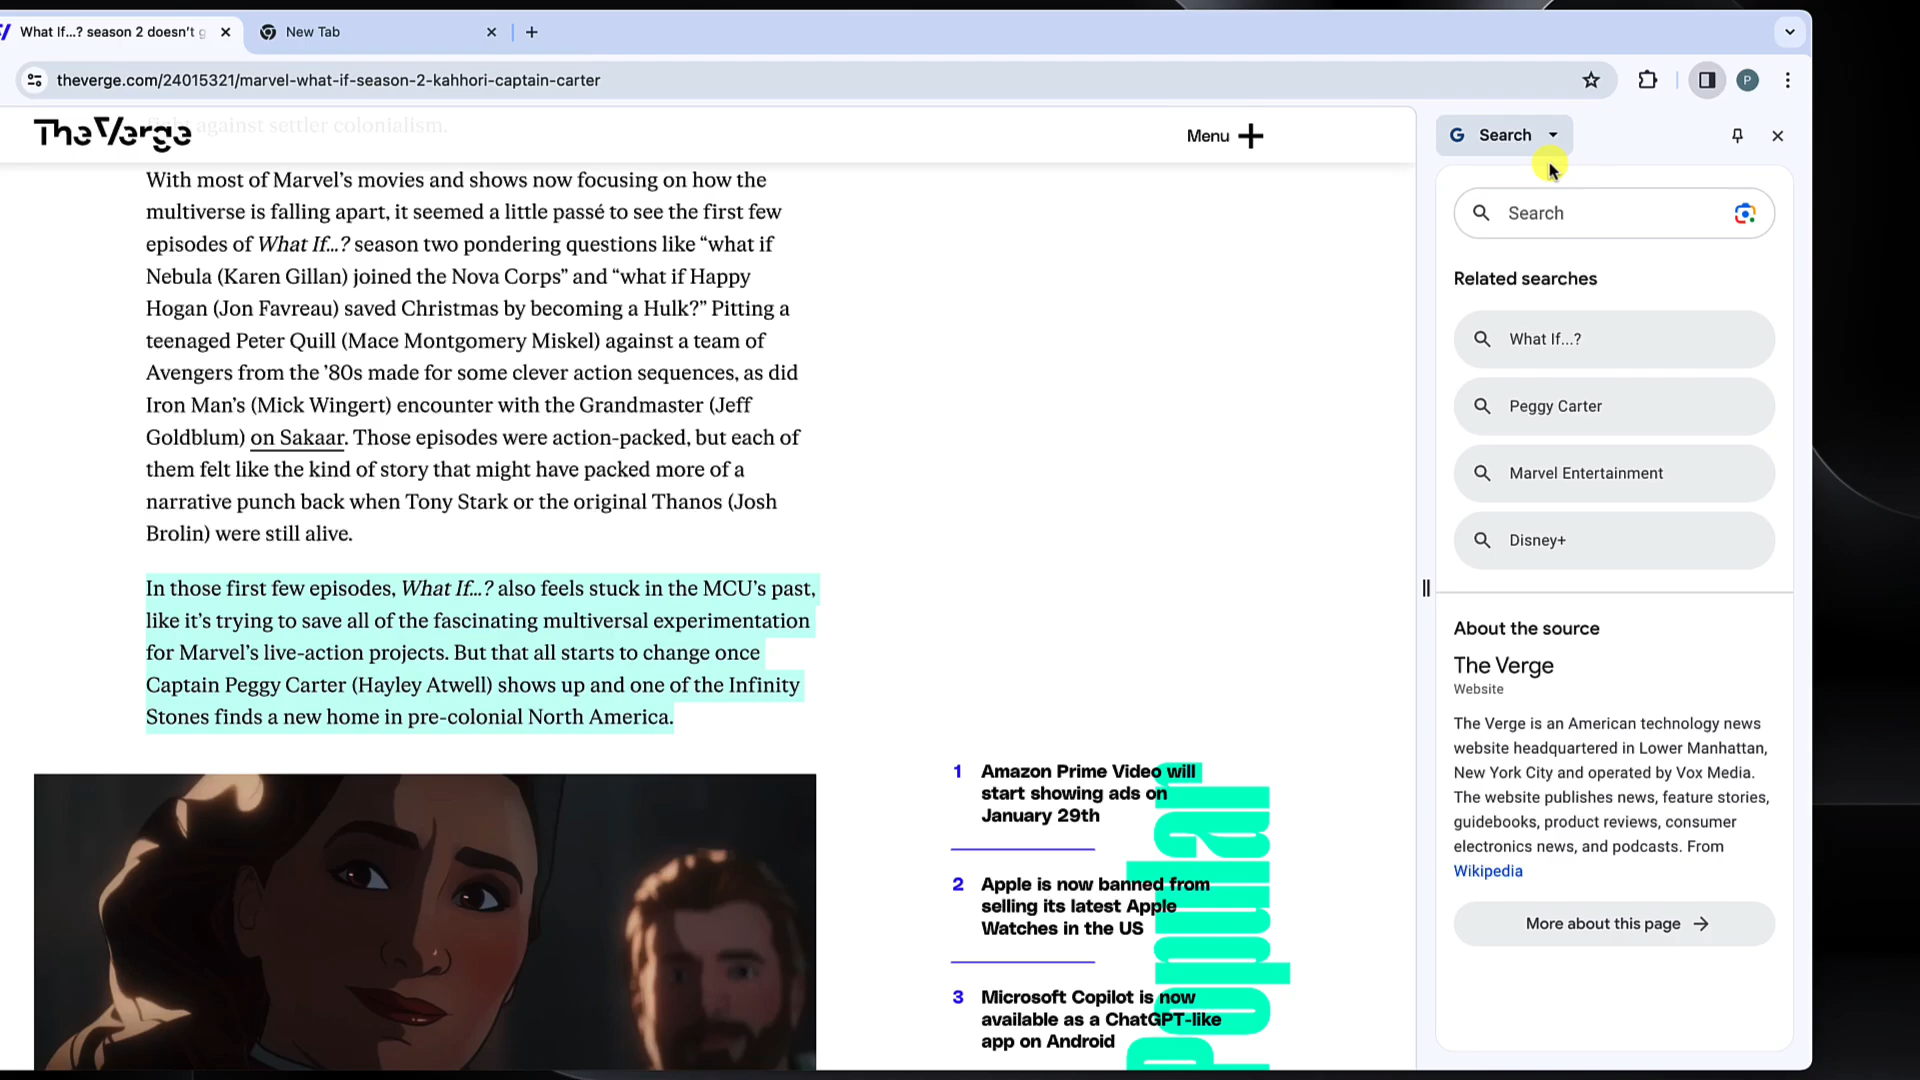 What If…? season 2 doesn’t g
New Tab
theverge.com/24015321/marvel-what-if-season-2-kahhori-captain-carter
P
fight against settler colonialism.
The Verge
Menu
With most of Marvel’s movies and shows now focusing on how the
multiverse is falling apart, it seemed a little passé to see the first few
episodes of What If…? season two pondering questions like “what if
Nebula (Karen Gillan) joined the Nova Corps” and “what if Happy
Hogan (Jon Favreau) saved Christmas by becoming a Hulk?” Pitting a
teenaged Peter Quill (Mace Montgomery Miskel) against a team of
Avengers from the ’80s made for some clever action sequences, as did
Iron Man’s (Mick Wingert) encounter with the Grandmaster (Jeff
Goldblum) on Sakaar. Those episodes were action-packed, but each of
them felt like the kind of story that might have packed more of a
narrative punch back when Tony Stark or the original Thanos (Josh
Brolin) were still alive.
In those first few episodes, What If…? also feels stuck in the MCU’s past,
like it’s trying to save all of the fascinating multiversal experimentation
for Marvel’s live-action projects. But that all starts to change once
Captain Peggy Carter (Hayley Atwell) shows up and one of the Infinity
Stones finds a new home in pre-colonial North America.
1 Amazon Prime Video will
start showing ads on
January 29th
2 Apple is now banned from
selling its latest Apple
Watches in the US
3 Microsoft Copilot is now
available as a ChatGPT-like
app on Android
Popular
G Search
Search
Related searches
What If...?
Peggy Carter
Marvel Entertainment
Disney+
About the source
The Verge
Website
The Verge is an American technology news
website headquartered in Lower Manhattan,
New York City and operated by Vox Media.
The website publishes news, feature stories,
guidebooks, product reviews, consumer
electronics news, and podcasts. From
Wikipedia
More about this page